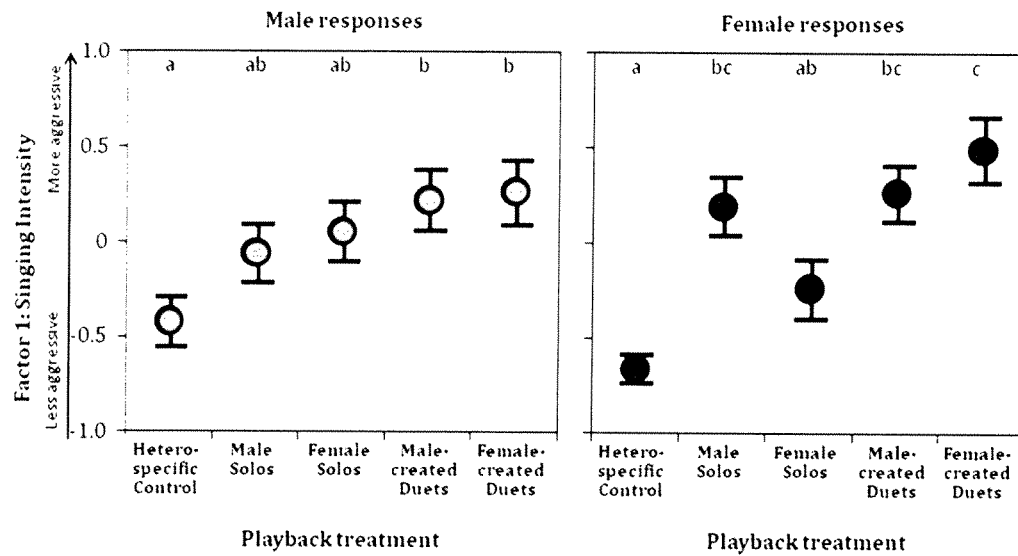 Male responses
Female responses
Factor 1: Singing Intensity
Less aggressive
More aggressive
1.0
0.5
0
-0.5
-1.0
a ab ab b b
a bc ab bc c
Hetero- Male Female Male- Female-
specific Solos Solos created created
Control Duets Duets
Hetero- Male Female Male- Female-
specific Solos Solos created created
Control Duets Duets
Playback treatment
Playback treatment